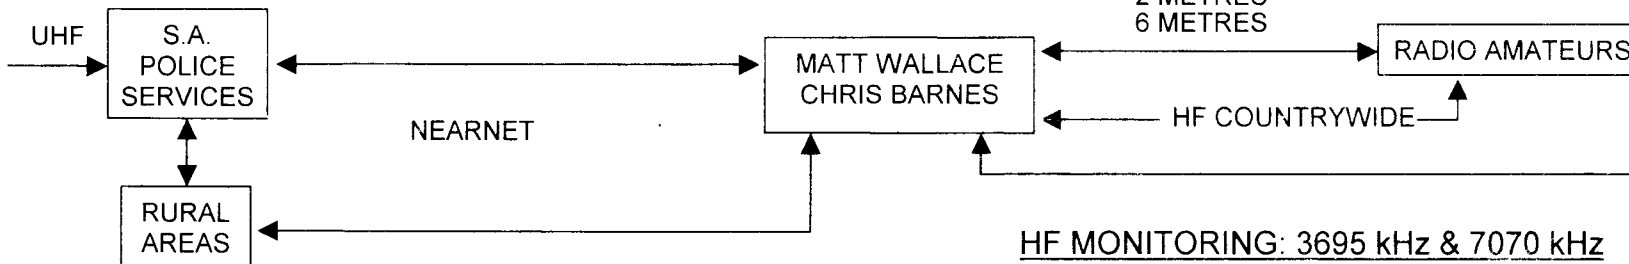 2 METRES
6 METRES
UHF
S.A.
POLICE
SERVICES
MATT WALLACE
CHRIS BARNES
RADIO AMATEURS
HF COUNTRYWIDE
NEARNET
RURAL
AREAS
HF MONITORING: 3695 kHz & 7070 kHz